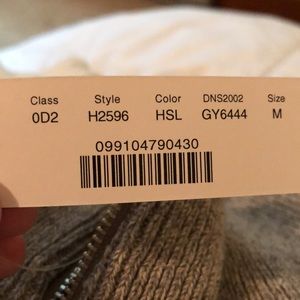 Class Style Color DNS2002 Size
0D2 H2596 HSL GY6444 M
099104790430